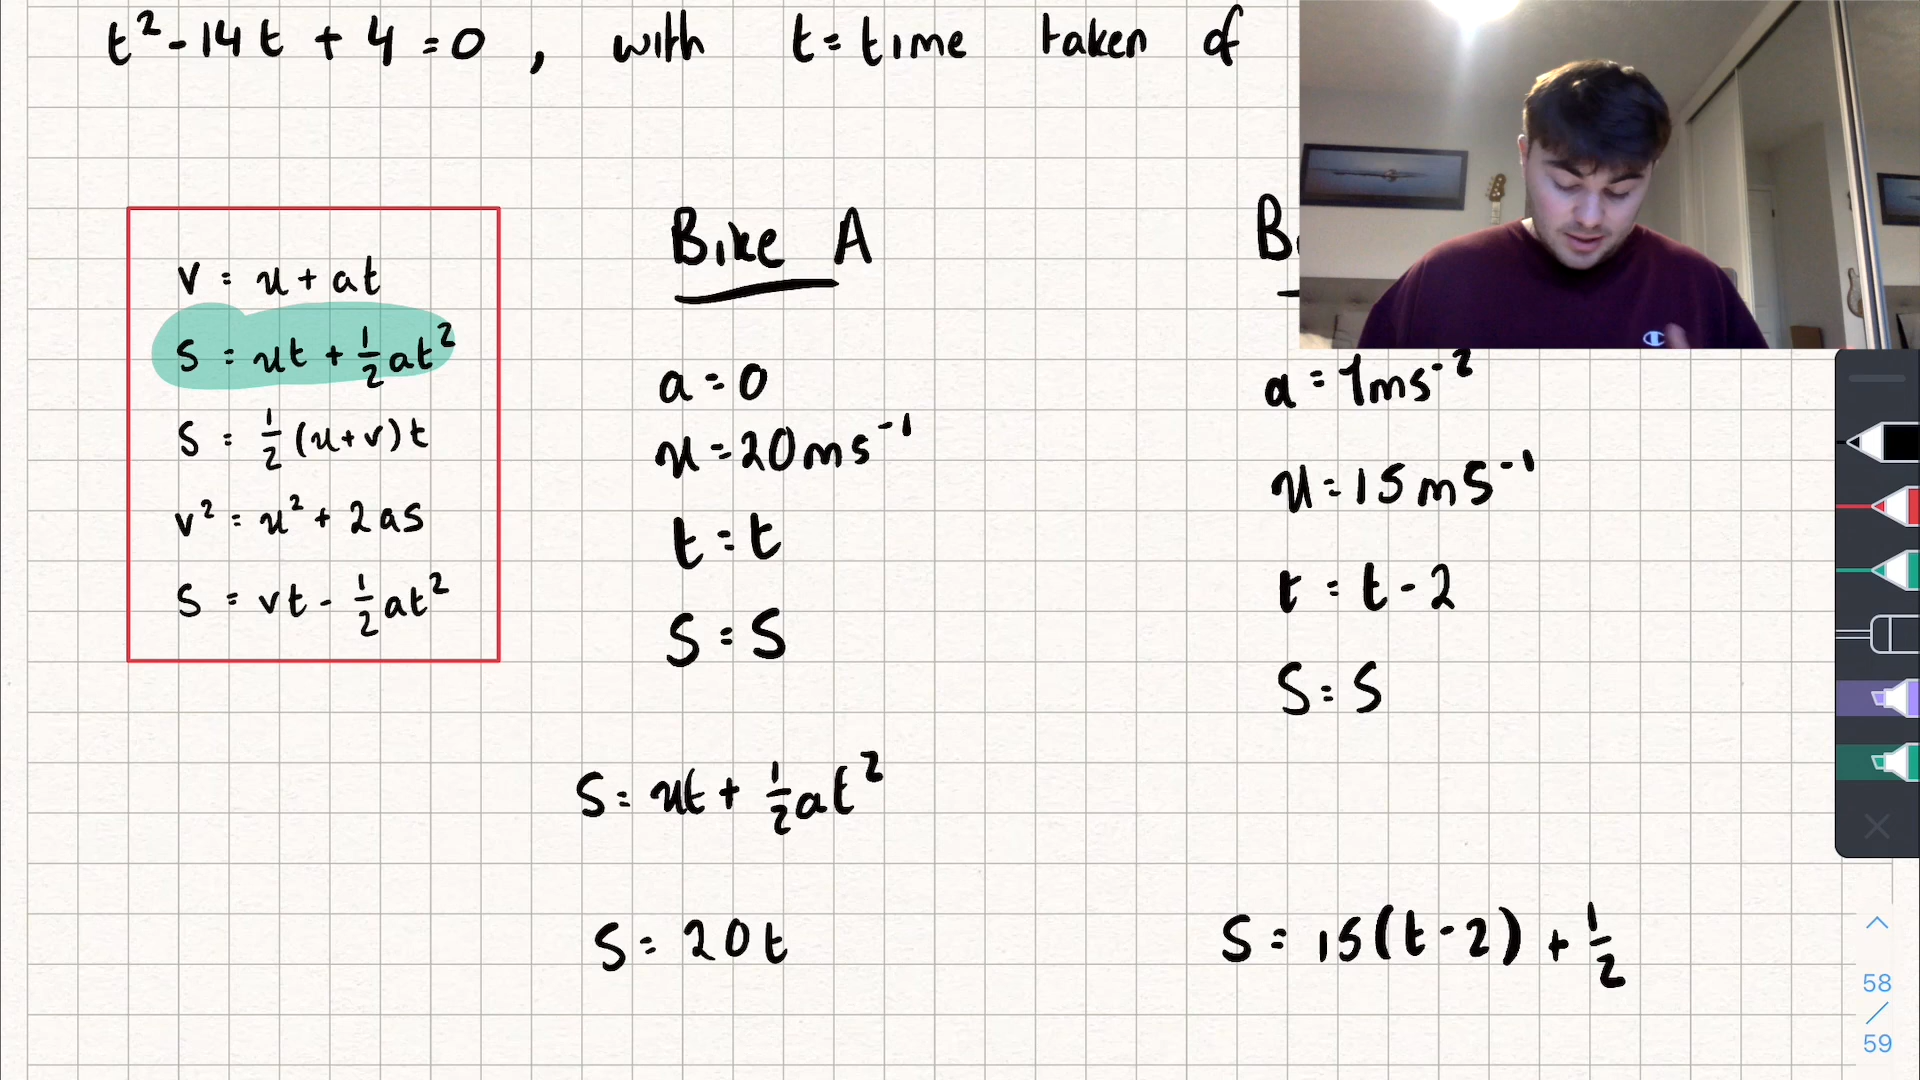 t² - 14t + 4 = 0 , with t = time taken of
v = u + at
s = ut + ½at²
s = ½(u+v)t
v² = u² + 2as
s = vt - ½at²
Bike A
a = 0
u = 20ms⁻¹
t = t
s = s
s = ut + ½at²
s = 20t
B
a = 1ms⁻²
u = 15ms⁻¹
t = t - 2
s = s
s = 15(t-2) + ½
58
/
59